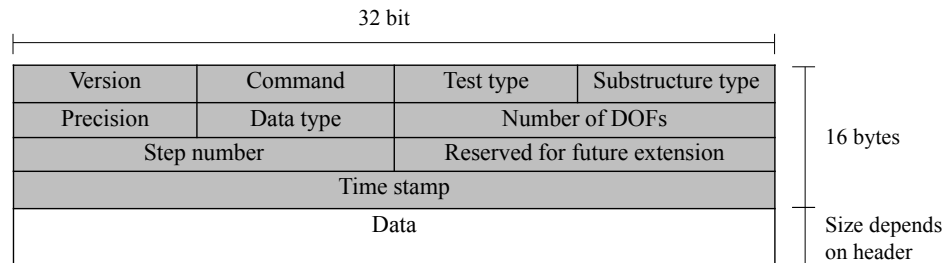 32 bit
Version Command Test type Substructure type
Precision Data type Number of DOFs
Step number Reserved for future extension
Time stamp
16 bytes
Data
Size depends
on header